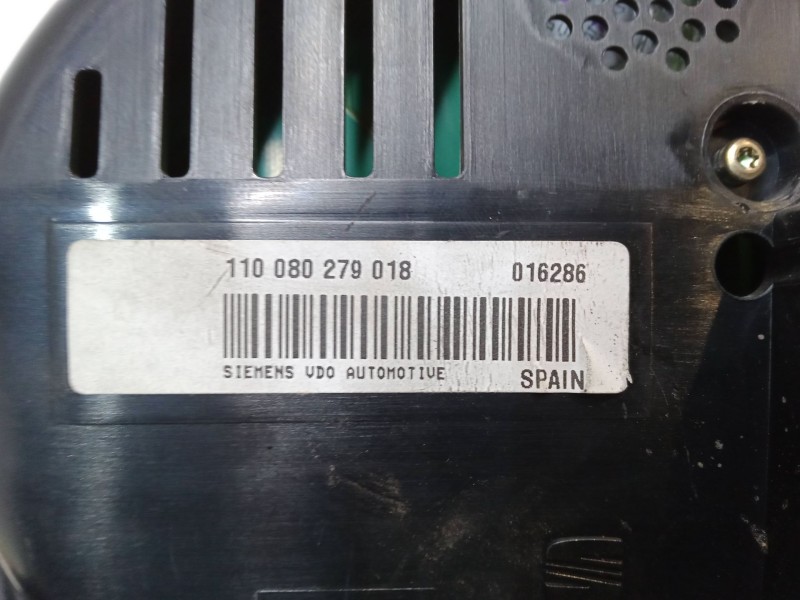 110 080 279 018 016286
SIEMENS VDO AUTOMOTIVE SPAIN